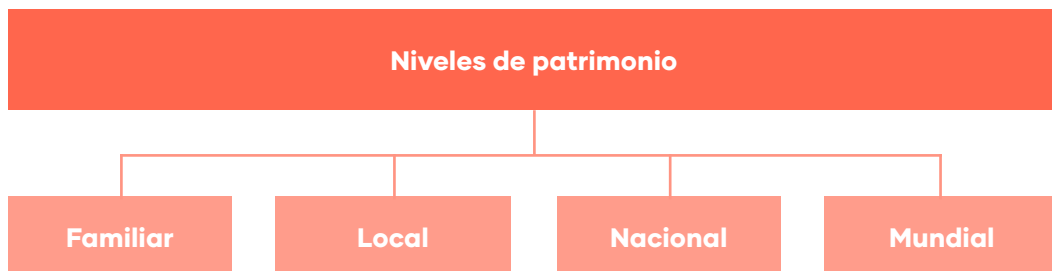 Niveles de patrimonio
Familiar
Local
Nacional
Mundial